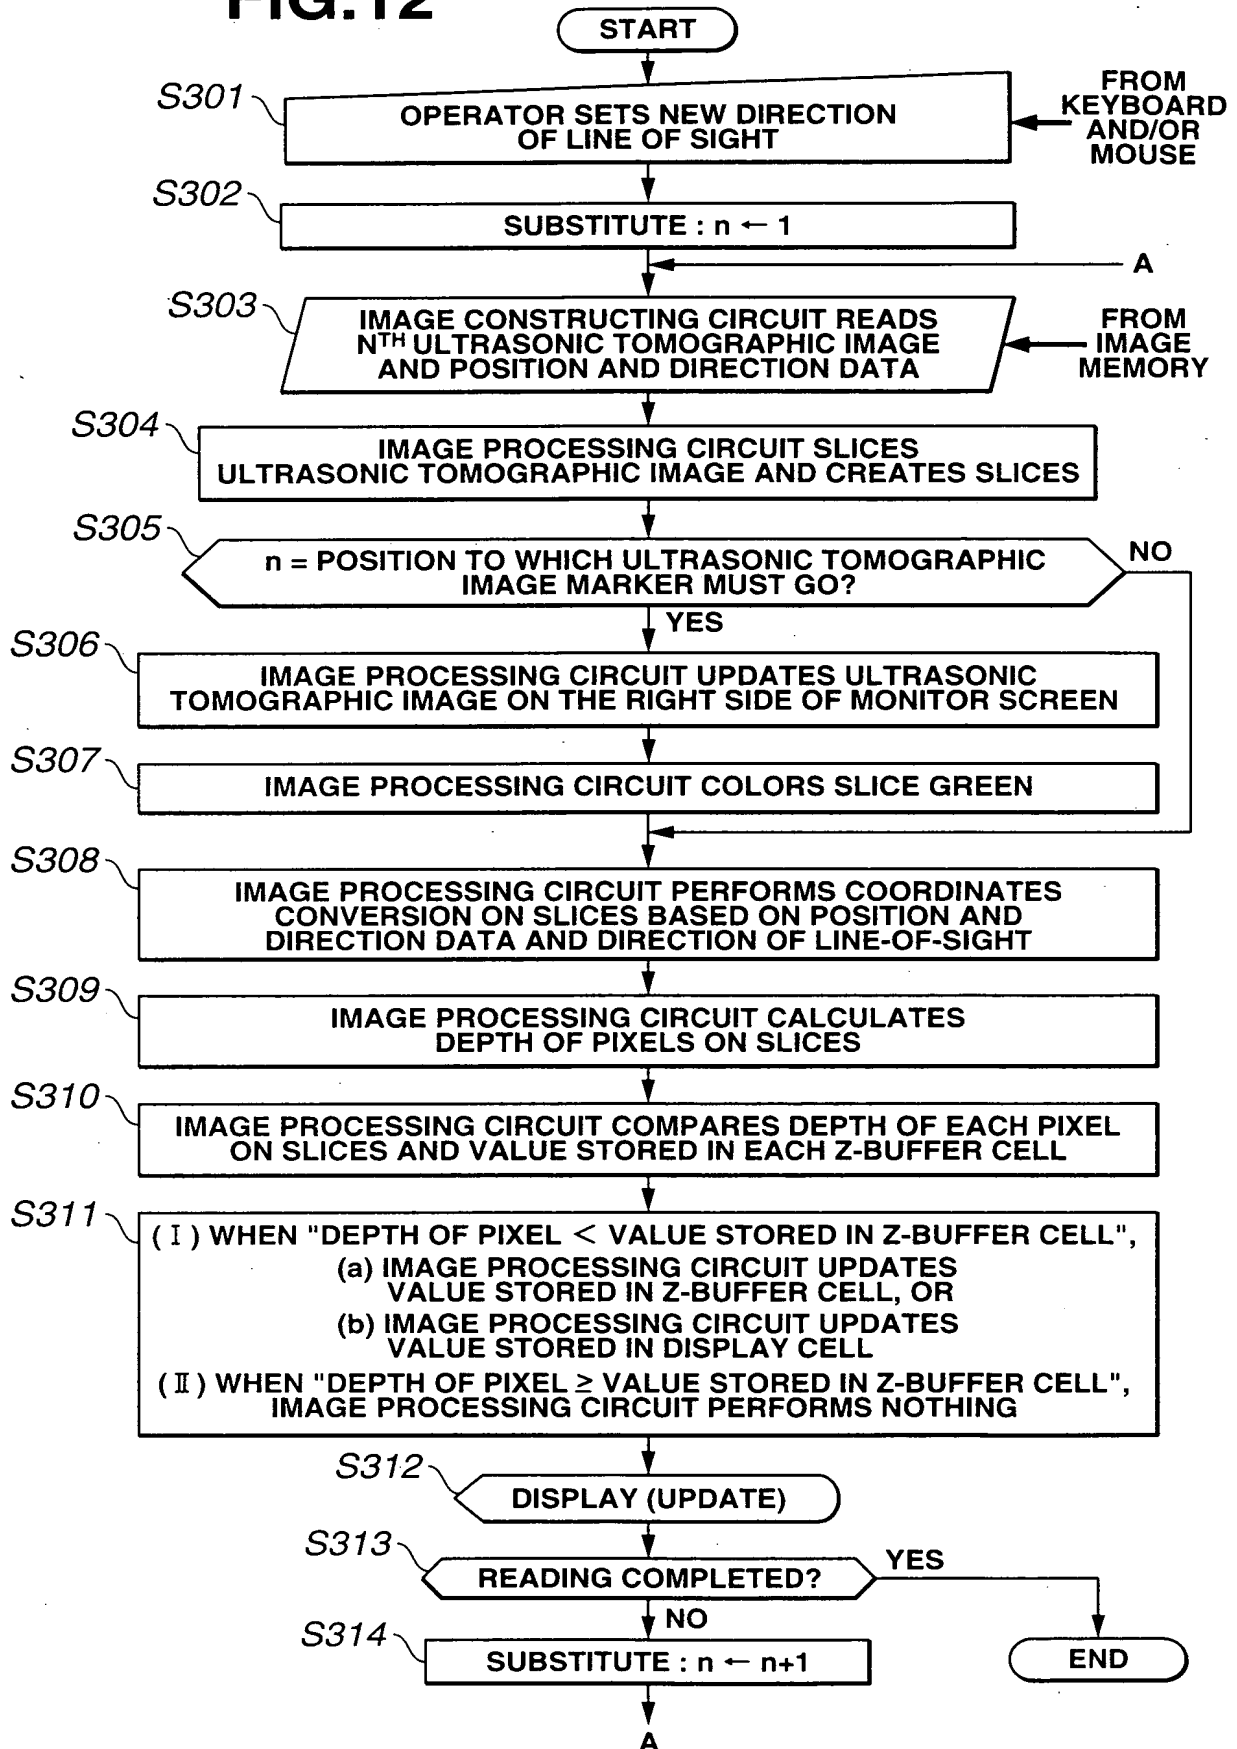 FIG.12
START
S301
OPERATOR SETS NEW DIRECTION
OF LINE OF SIGHT
FROM
KEYBOARD
AND/OR
MOUSE
S302
SUBSTITUTE : n ← 1
A
S303
IMAGE CONSTRUCTING CIRCUIT READS
NTH ULTRASONIC TOMOGRAPHIC IMAGE
AND POSITION AND DIRECTION DATA
FROM
IMAGE
MEMORY
S304
IMAGE PROCESSING CIRCUIT SLICES
ULTRASONIC TOMOGRAPHIC IMAGE AND CREATES SLICES
S305
n = POSITION TO WHICH ULTRASONIC TOMOGRAPHIC
IMAGE MARKER MUST GO?
NO
YES
S306
IMAGE PROCESSING CIRCUIT UPDATES ULTRASONIC
TOMOGRAPHIC IMAGE ON THE RIGHT SIDE OF MONITOR SCREEN
S307
IMAGE PROCESSING CIRCUIT COLORS SLICE GREEN
S308
IMAGE PROCESSING CIRCUIT PERFORMS COORDINATES
CONVERSION ON SLICES BASED ON POSITION AND
DIRECTION DATA AND DIRECTION OF LINE-OF-SIGHT
S309
IMAGE PROCESSING CIRCUIT CALCULATES
DEPTH OF PIXELS ON SLICES
S310
IMAGE PROCESSING CIRCUIT COMPARES DEPTH OF EACH PIXEL
ON SLICES AND VALUE STORED IN EACH Z-BUFFER CELL
S311
(Ⅰ) WHEN "DEPTH OF PIXEL < VALUE STORED IN Z-BUFFER CELL",
(a) IMAGE PROCESSING CIRCUIT UPDATES
VALUE STORED IN Z-BUFFER CELL, OR
(b) IMAGE PROCESSING CIRCUIT UPDATES
VALUE STORED IN DISPLAY CELL
(Ⅱ) WHEN "DEPTH OF PIXEL ≥ VALUE STORED IN Z-BUFFER CELL",
IMAGE PROCESSING CIRCUIT PERFORMS NOTHING
S312
DISPLAY (UPDATE)
S313
READING COMPLETED?
YES
NO
S314
SUBSTITUTE : n ← n+1
END
A